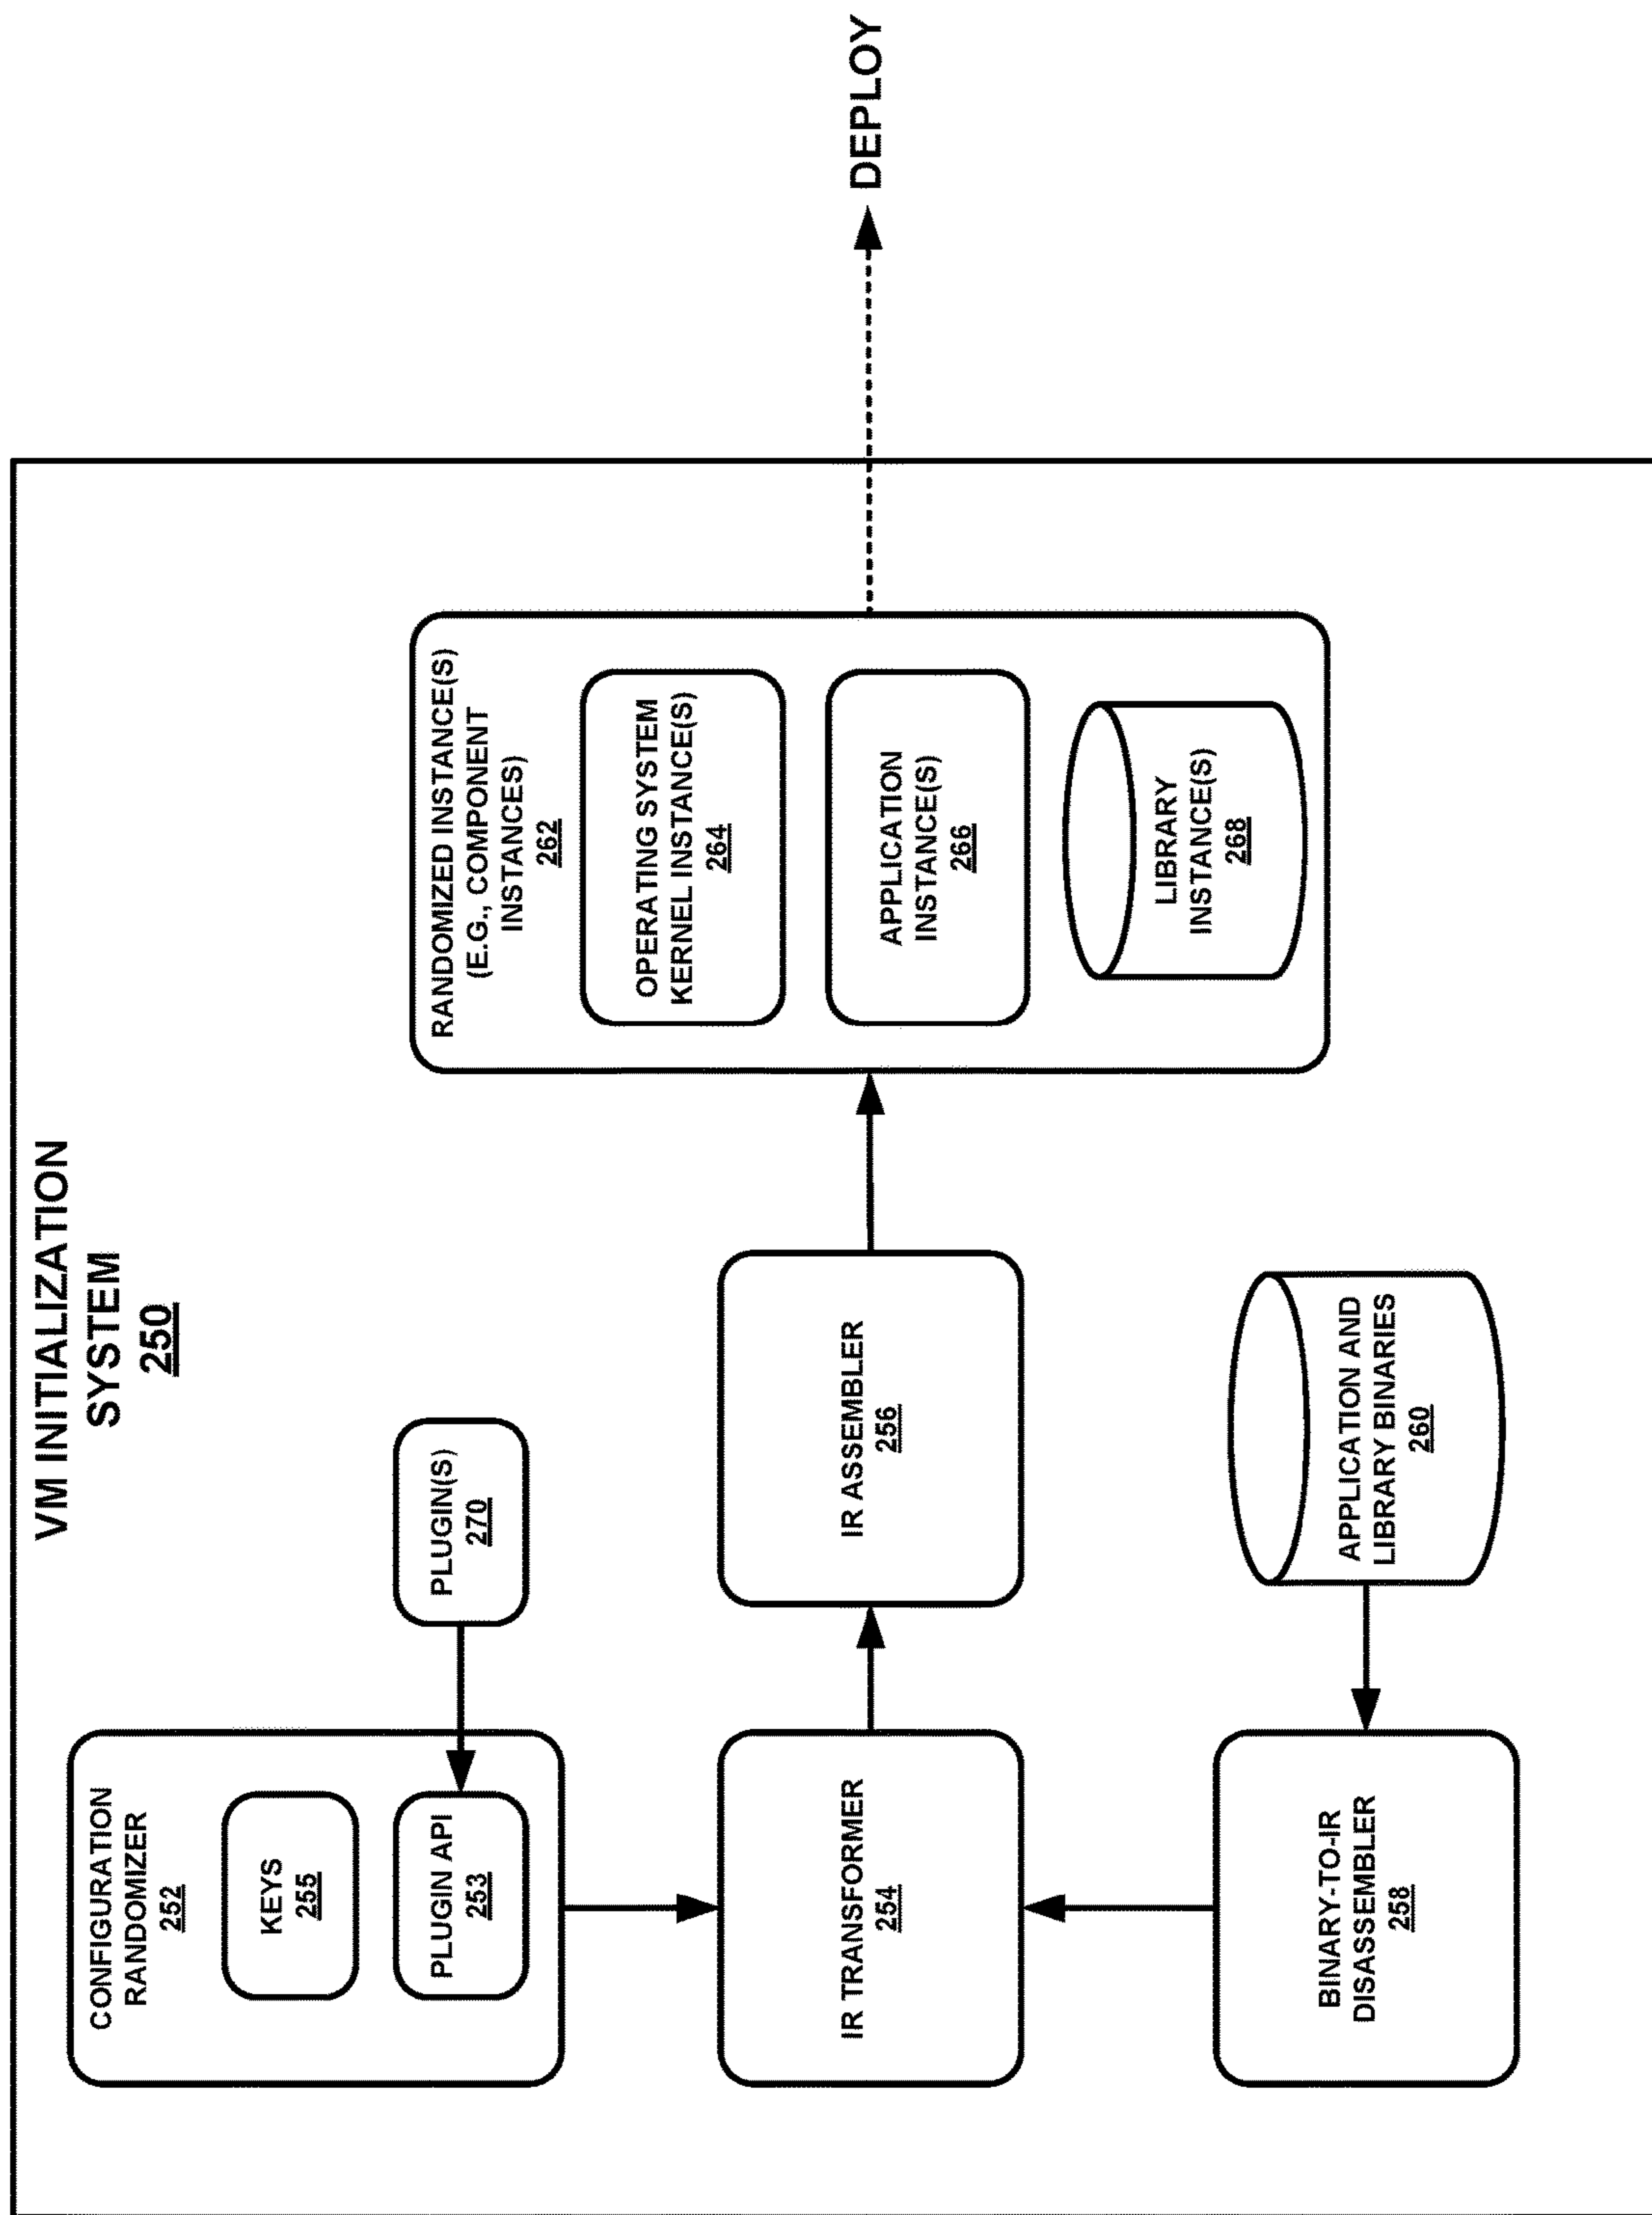 VM INITIALIZATION
SYSTEM
250
CONFIGURATION
RANDOMIZER
252
KEYS
255
PLUGIN API
253
PLUGIN(S)
270
IR TRANSFORMER
254
IR ASSEMBLER
256
BINARY-TO-IR
DISASSEMBLER
258
APPLICATION AND
LIBRARY BINARIES
260
RANDOMIZED INSTANCE(S)
(E.G., COMPONENT
INSTANCES)
262
OPERATING SYSTEM
KERNEL INSTANCE(S)
264
APPLICATION
INSTANCE(S)
266
LIBRARY
INSTANCE(S)
268
DEPLOY